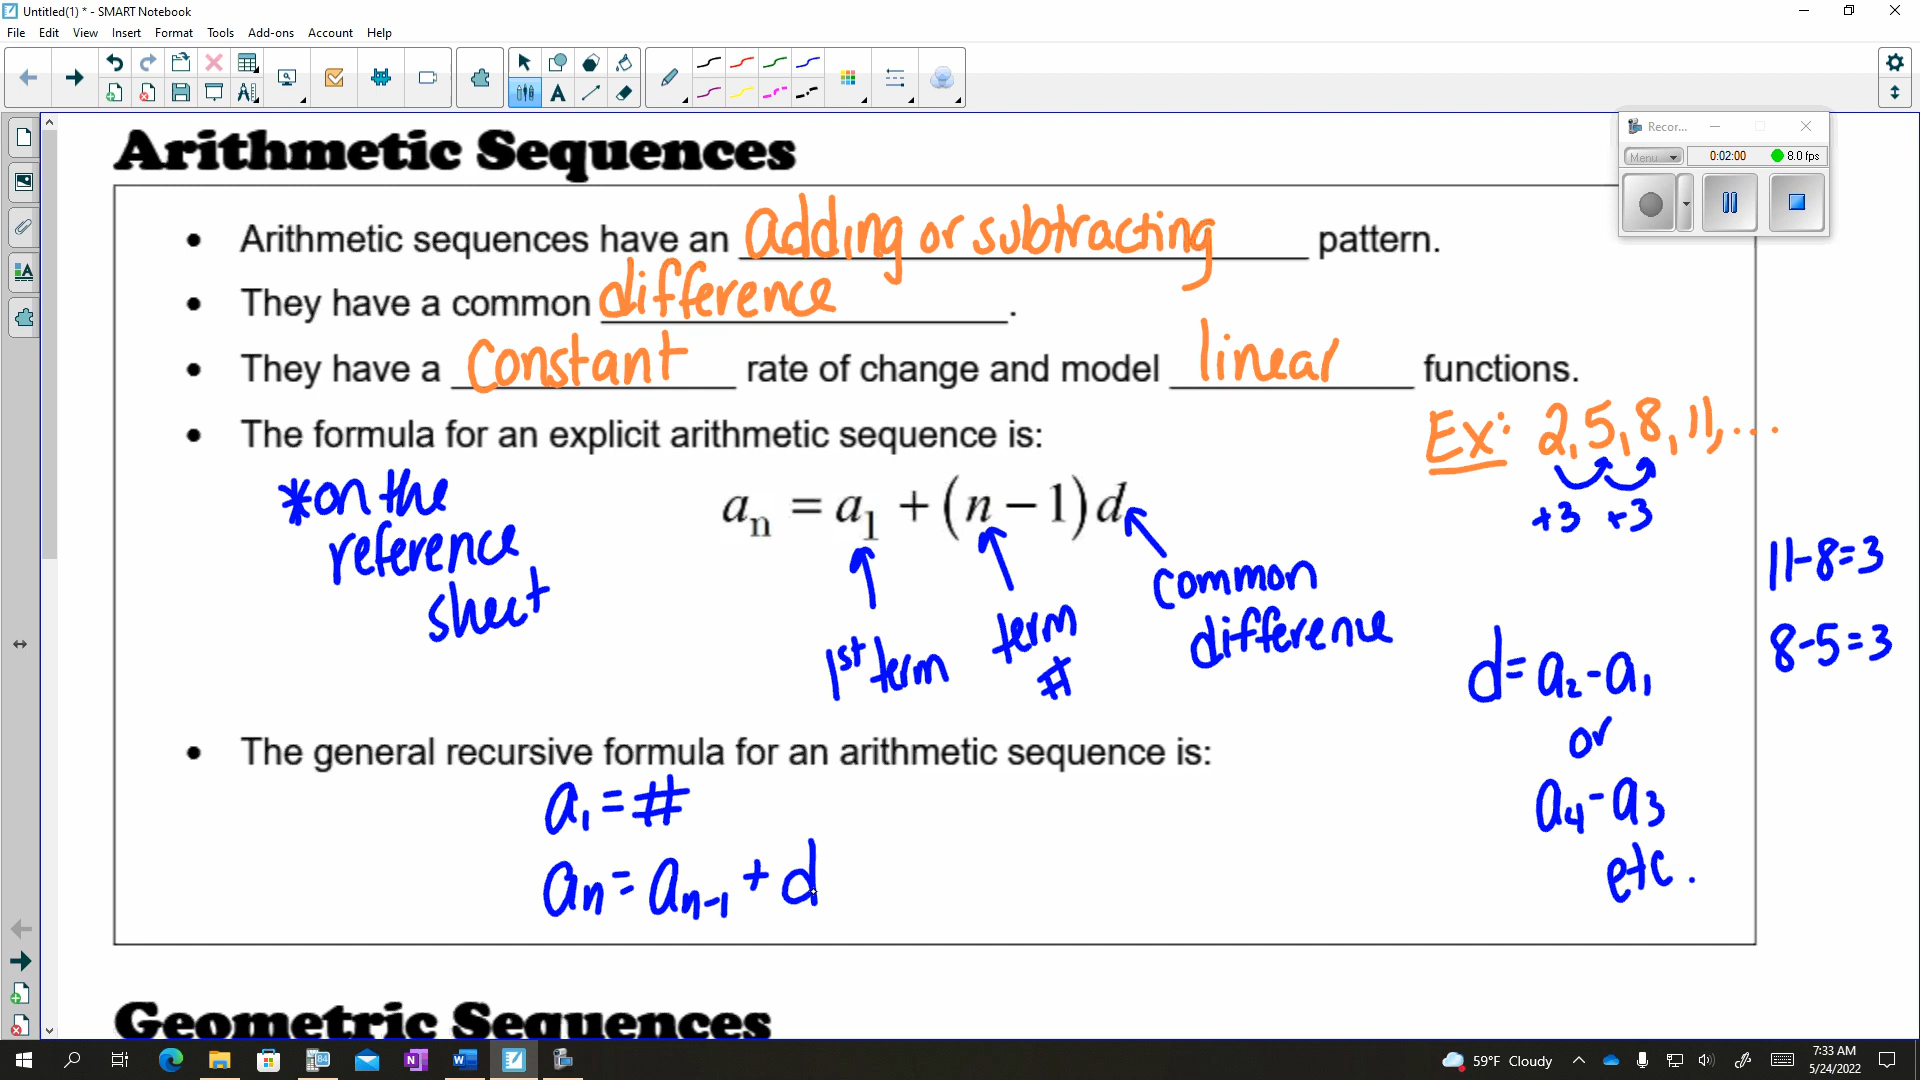 Untitled(1) * - SMART Notebook
File Edit View Insert Format Tools Add-ons Account Help
Recor...
Menu 0:02:00 8.0 fps
Arithmetic Sequences
• Arithmetic sequences have an adding or subtracting pattern.
• They have a common difference.
• They have a constant rate of change and model linear functions.
• The formula for an explicit arithmetic sequence is:
Ex: 2, 5, 8, 11, ...
+3 +3
11-8=3
8-5=3
*on the
reference
sheet
aₙ = a₁ + (n − 1)d
1st term
term
#
common
difference
d = a₂ - a₁
or
a₄ - a₃
etc.
• The general recursive formula for an arithmetic sequence is:
a₁ = #
aₙ = aₙ₋₁ + d
Geometric Sequences
59°F Cloudy
7:33 AM
5/24/2022